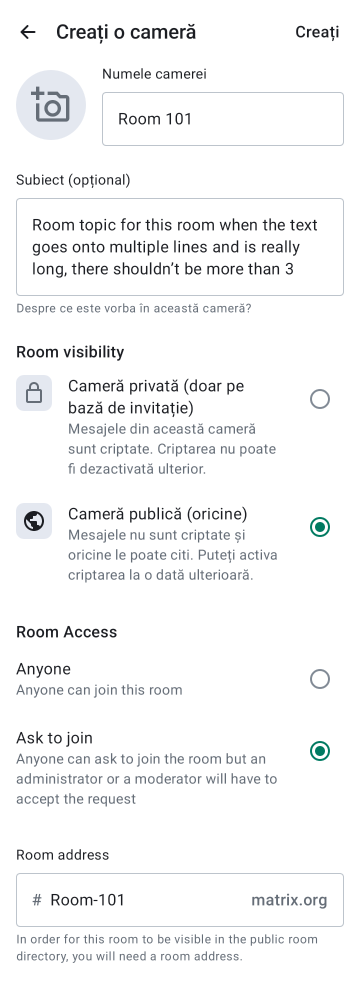 Creați o cameră
Creați
Numele camerei
Room 101
Subiect (opțional)
Room topic for this room when the text
goes onto multiple lines and is really
long, there shouldn’t be more than 3
Despre ce este vorba în această cameră?
Room visibility
Cameră privată (doar pe
bază de invitație)
Mesajele din această cameră
sunt criptate. Criptarea nu poate
fi dezactivată ulterior.
Cameră publică (oricine)
Mesajele nu sunt criptate și
oricine le poate citi. Puteți activa
criptarea la o dată ulterioară.
Room Access
Anyone
Anyone can join this room
Ask to join
Anyone can ask to join the room but an
administrator or a moderator will have to
accept the request
Room address
# Room-101 matrix.org
In order for this room to be visible in the public room
directory, you will need a room address.